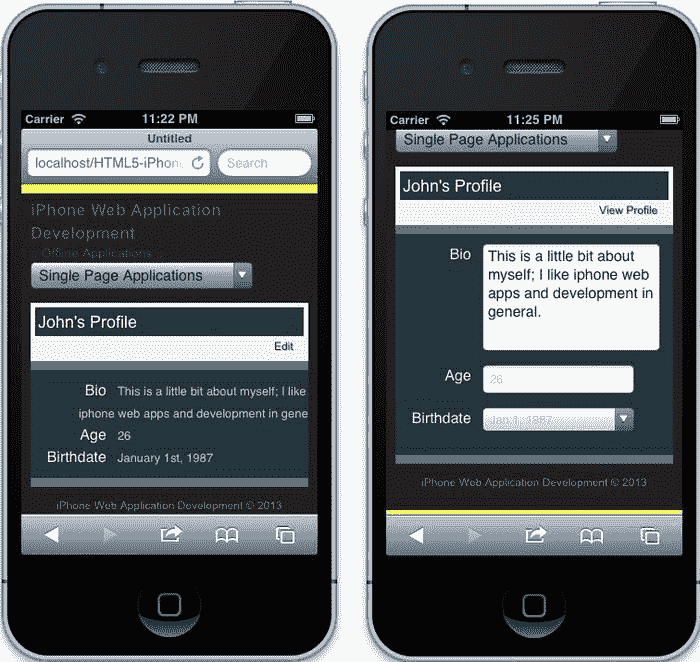 Carrier 11:22 PM
Untitled
localhost/HTML5-iPhon
Search
iPhone Web Application
Development
Offline Applications
Single Page Applications
John's Profile
Edit
Bio This is a little bit about myself; I like
iphone web apps and development in gene
Age 26
Birthdate January 1st, 1987
iPhone Web Application Development © 2013
Carrier 11:25 PM
Single Page Applications
John's Profile
View Profile
Bio This is a little bit about
myself; I like iphone web
apps and development in
general.
Age 26
Birthdate Jan 1, 1987
iPhone Web Application Development © 2013